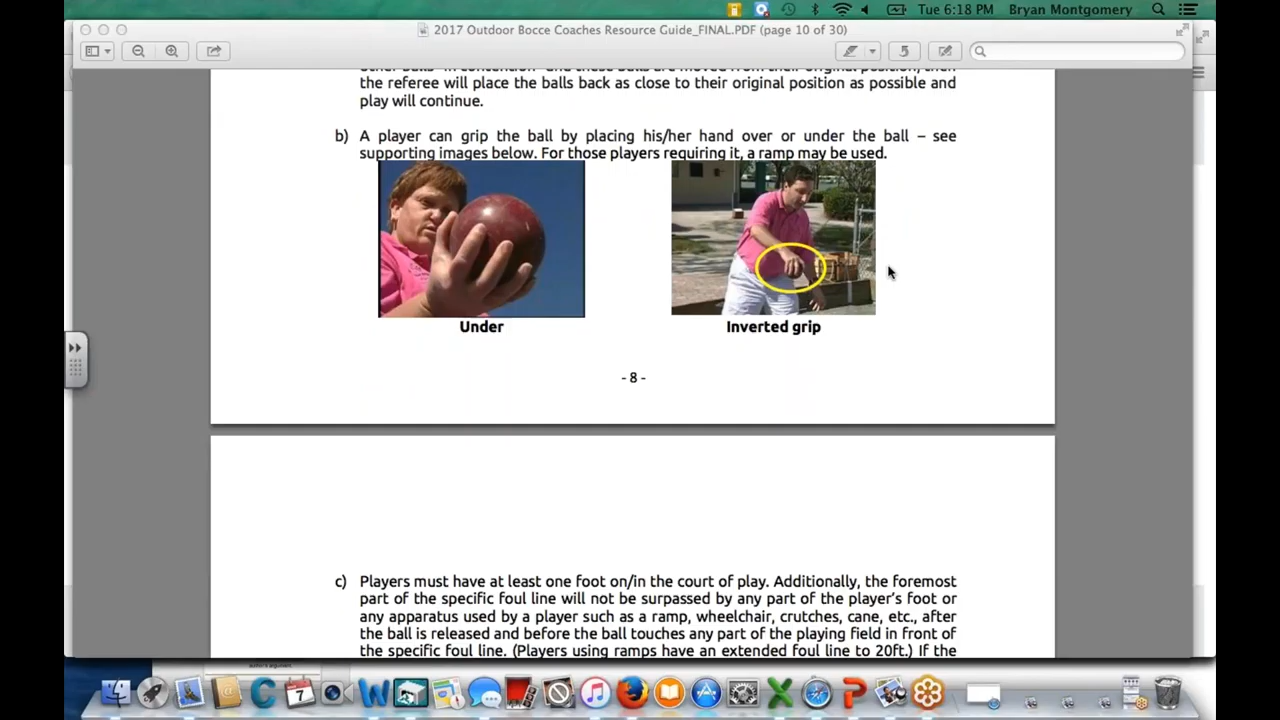 Tue 6:18 PM Bryan Montgomery
2017 Outdoor Bocce Coaches Resource Guide_FINAL.PDF (page 10 of 30)
the referee will place the balls back as close to their original position as possible and
play will continue.
b) A player can grip the ball by placing his/her hand over or under the ball – see
supporting images below. For those players requiring it, a ramp may be used.
Under
Inverted grip
- 8 -
c) Players must have at least one foot on/in the court of play. Additionally, the foremost
part of the specific foul line will not be surpassed by any part of the player's foot or
any apparatus used by a player such as a ramp, wheelchair, crutches, cane, etc., after
the ball is released and before the ball touches any part of the playing field in front of
the specific foul line. (Players using ramps have an extended foul line to 20ft.) If the